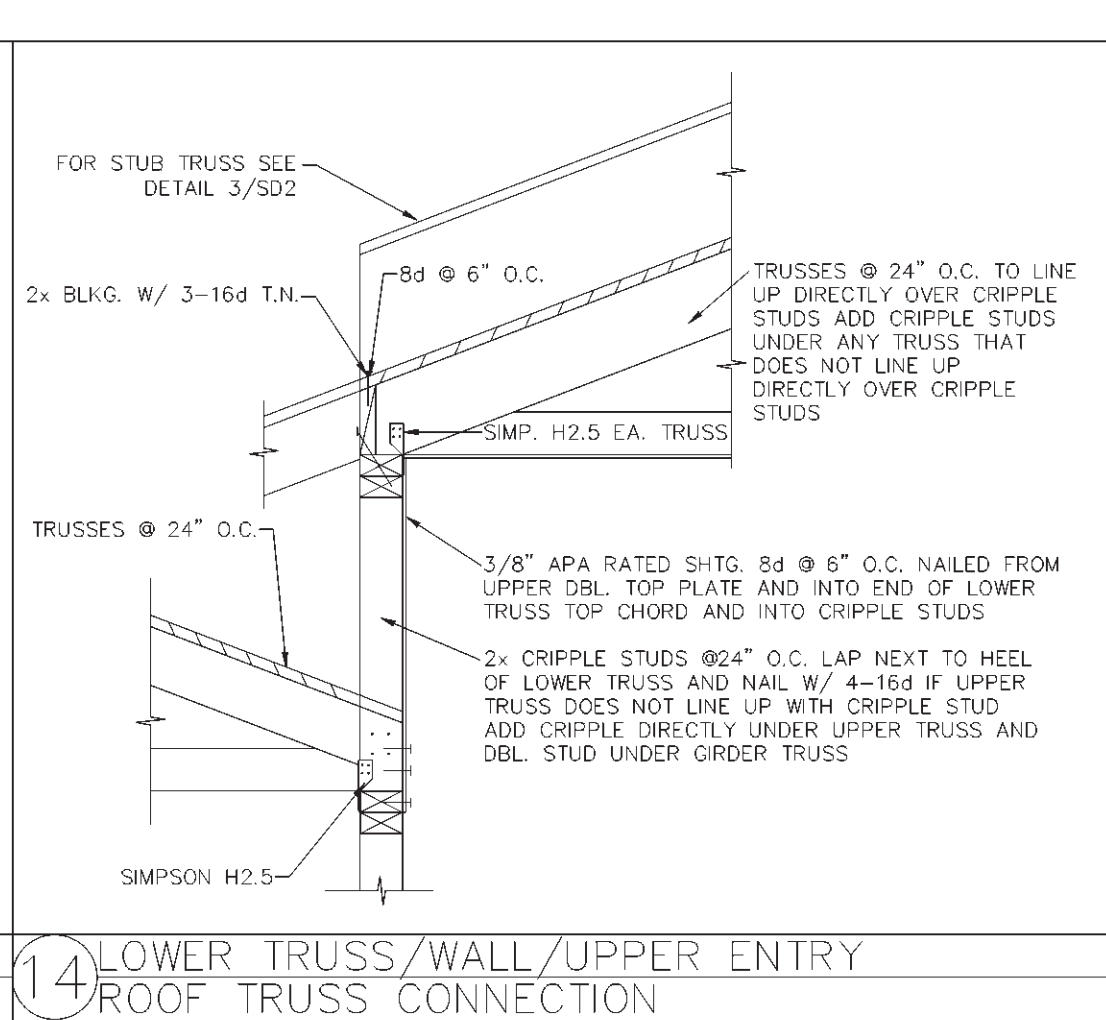 FOR STUB TRUSS SEE
DETAIL 3/SD2
8d @ 6" O.C.
2x BLKG. W/ 3-16d T.N.
TRUSSES @ 24" O.C. TO LINE
UP DIRECTLY OVER CRIPPLE
STUDS ADD CRIPPLE STUDS
UNDER ANY TRUSS THAT
DOES NOT LINE UP
DIRECTLY OVER CRIPPLE
STUDS
SIMP. H2.5 EA. TRUSS
TRUSSES @ 24" O.C.
3/8" APA RATED SHTG. 8d @ 6" O.C. NAILED FROM
UPPER DBL. TOP PLATE AND INTO END OF LOWER
TRUSS TOP CHORD AND INTO CRIPPLE STUDS
2x CRIPPLE STUDS @24" O.C. LAP NEXT TO HEEL
OF LOWER TRUSS AND NAIL W/ 4-16d IF UPPER
TRUSS DOES NOT LINE UP WITH CRIPPLE STUD
ADD CRIPPLE DIRECTLY UNDER UPPER TRUSS AND
DBL. STUD UNDER GIRDER TRUSS
SIMPSON H2.5
14
LOWER TRUSS/WALL/UPPER ENTRY
ROOF TRUSS CONNECTION